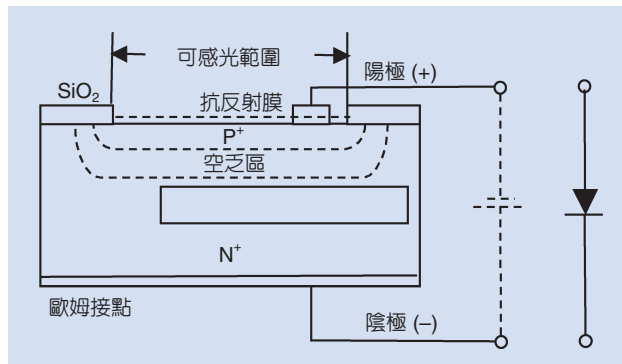 可感光範圍
陽極 (+)
SiO₂
抗反射膜
P⁺
空乏區
N⁺
歐姆接點
陰極 (–)